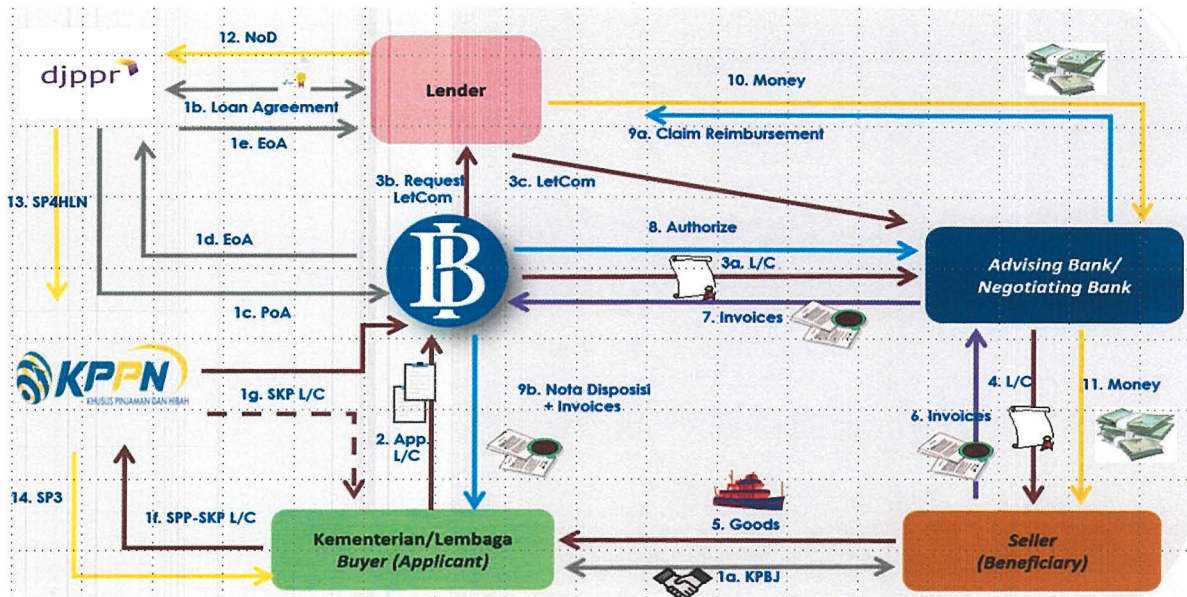 12. NoD
djppr
Lender
10. Money
1b. Loan Agreement
9a. Claim Reimbursement
1e. EoA
3b. Request
LetCom
3c. LetCom
13. SP4HLN
8. Authorize
1d. EoA
3a. L/C
Advising Bank/
Negotiating Bank
1c. PoA
7. Invoices
KPPN
KHUSUS PINJAMAN DAN HIBAH
1g. SKP L/C
9b. Nota Disposisi
+ Invoices
4. L/C
11. Money
6. Invoices
2. App.
L/C
14. SP3
1f. SPP-SKP L/C
5. Goods
Kementerian/Lembaga
Buyer (Applicant)
Seller
(Beneficiary)
1a. KPBJ